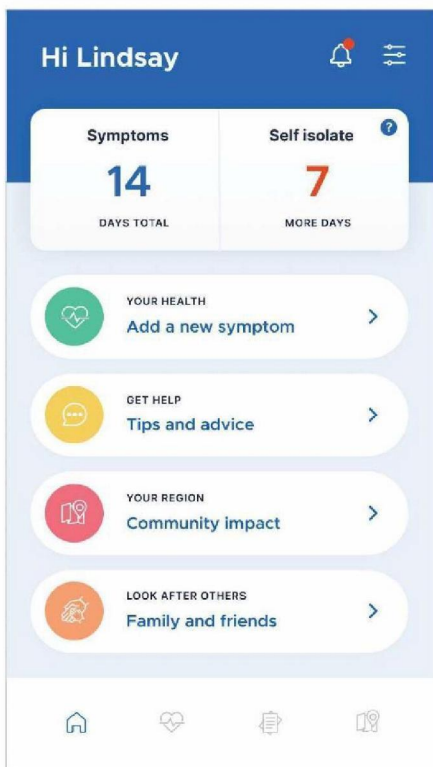 Hi Lindsay
Symptoms
14
DAYS TOTAL
Self isolate
?
7
MORE DAYS
YOUR HEALTH
Add a new symptom
GET HELP
Tips and advice
YOUR REGION
Community impact
LOOK AFTER OTHERS
Family and friends